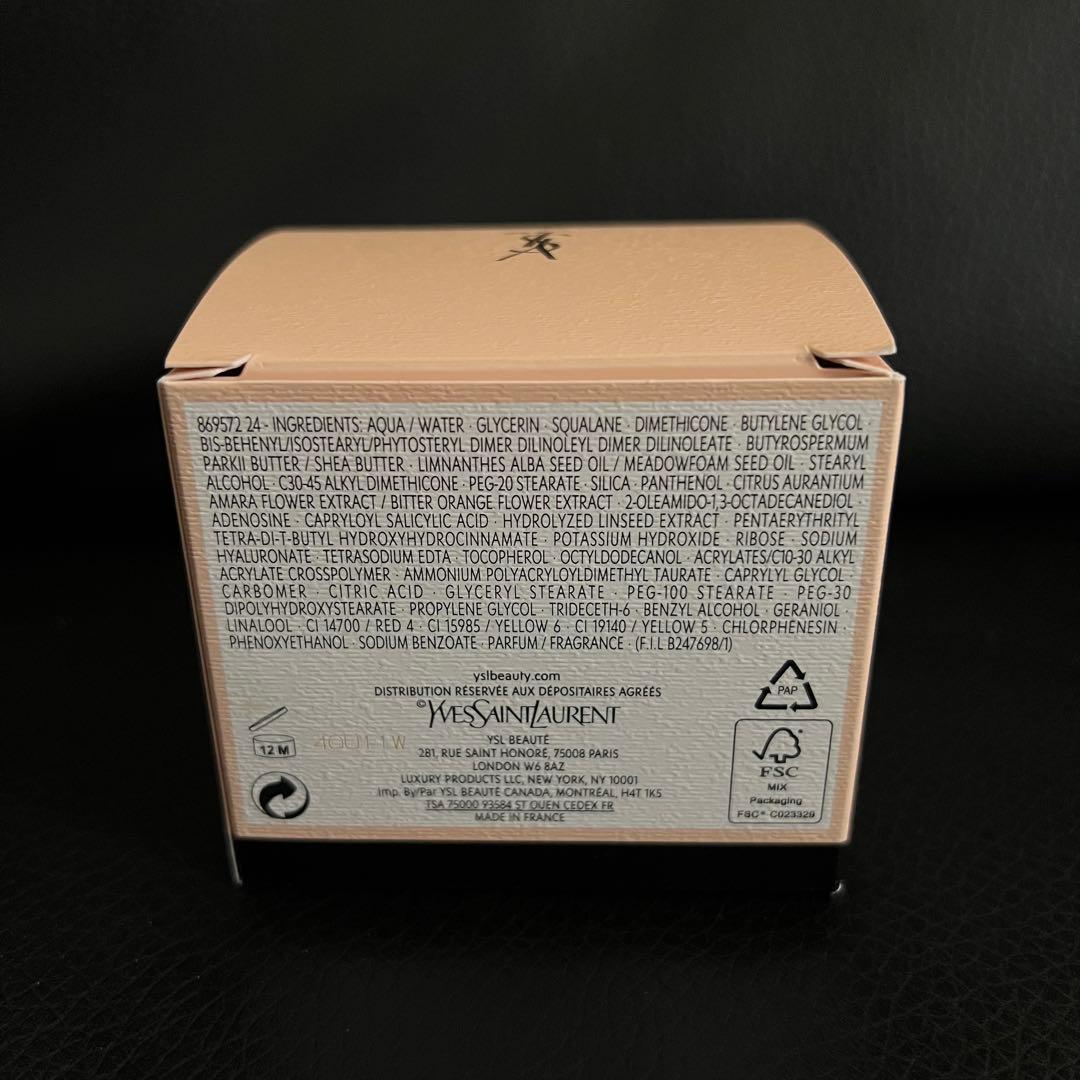 869572 24 - INGREDIENTS: AQUA / WATER · GLYCERIN · SQUALANE · DIMETHICONE · BUTYLENE GLYCOL ·
BIS-BEHENYL/ISOSTEARYL/PHYTOSTERYL DIMER DILINOLEYL DIMER DILINOLEATE · BUTYROSPERMUM
PARKII BUTTER / SHEA BUTTER · LIMNANTHES ALBA SEED OIL / MEADOWFOAM SEED OIL · STEARYL
ALCOHOL · C30-45 ALKYL DIMETHICONE · PEG-20 STEARATE · SILICA · PANTHENOL · CITRUS AURANTIUM
AMARA FLOWER EXTRACT / BITTER ORANGE FLOWER EXTRACT · 2-OLEAMIDO-1,3-OCTADECANEDIOL ·
ADENOSINE · CAPRYLOYL SALICYLIC ACID · HYDROLYZED LINSEED EXTRACT · PENTAERYTHRITYL
TETRA-DI-T-BUTYL HYDROXYHYDROCINNAMATE · POTASSIUM HYDROXIDE · RIBOSE · SODIUM
HYALURONATE · TETRASODIUM EDTA · TOCOPHEROL · OCTYLDODECANOL · ACRYLATES/C10-30 ALKYL
ACRYLATE CROSSPOLYMER · AMMONIUM POLYACRYLOYLDIMETHYL TAURATE · CAPRYLYL GLYCOL ·
CARBOMER · CITRIC ACID · GLYCERYL STEARATE · PEG-100 STEARATE · PEG-30
DIPOLYHYDROXYSTEARATE · PROPYLENE GLYCOL · TRIDECETH-6 · BENZYL ALCOHOL · GERANIOL ·
LINALOOL · CI 14700 / RED 4 · CI 15985 / YELLOW 6 · CI 19140 / YELLOW 5 · CHLORPHENESIN ·
PHENOXYETHANOL · SODIUM BENZOATE · PARFUM / FRAGRANCE · (F.I.L B247698/1)
yslbeauty.com
DISTRIBUTION RÉSERVÉE AUX DÉPOSITAIRES AGRÉÉS
©YVESSAINTLAURENT
YSL BEAUTÉ
281, RUE SAINT HONORÉ, 75008 PARIS
LONDON W6 8AZ
LUXURY PRODUCTS LLC, NEW YORK, NY 10001
Imp. By/Par YSL BEAUTÉ CANADA, MONTRÉAL, H4T 1K5
TSA 75000 93584 ST OUEN CEDEX FR
MADE IN FRANCE
12 M
PAP
FSC
MIX
Packaging
FSC® C023329